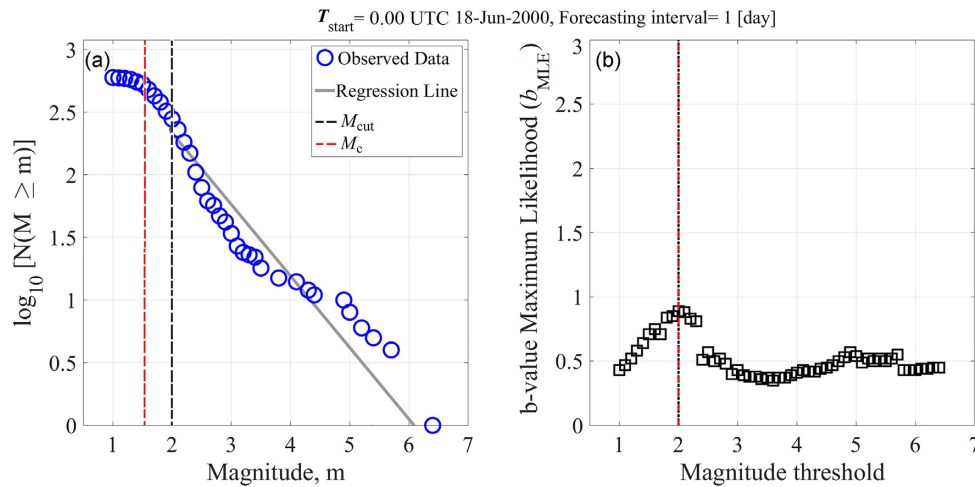 T_start= 0.00 UTC 18-Jun-2000, Forecasting interval= 1 [day]
(a)
Observed Data
Regression Line
M_cut
M_c
3
2.5
2
1.5
1
0.5
0
log_10 [N(M ≥ m)]
1 2 3 4 5 6 7
Magnitude, m
(b)
3
2.5
2
1.5
1
0.5
0
b-value Maximum Likelihood (b_MLE)
1 2 3 4 5 6 7
Magnitude threshold